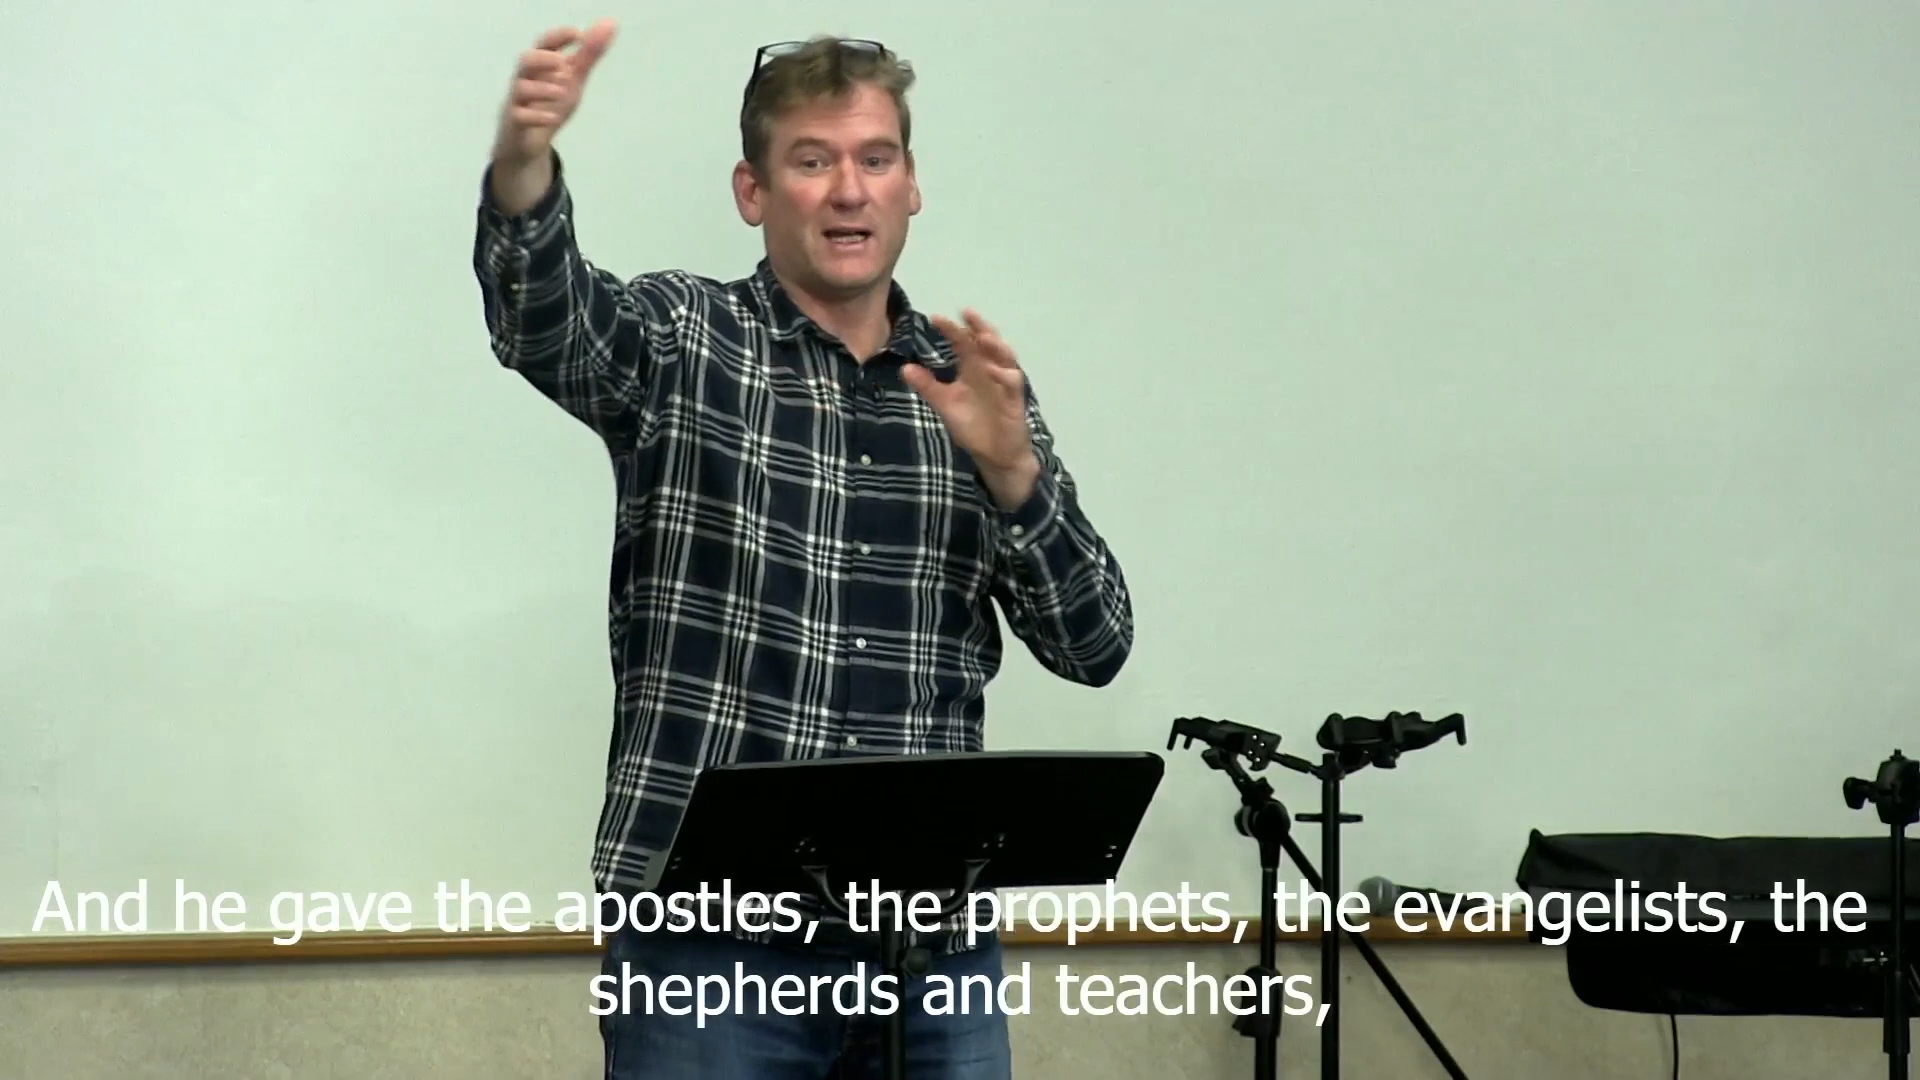 And he gave the apostles, the prophets, the evangelists, the
shepherds and teachers,